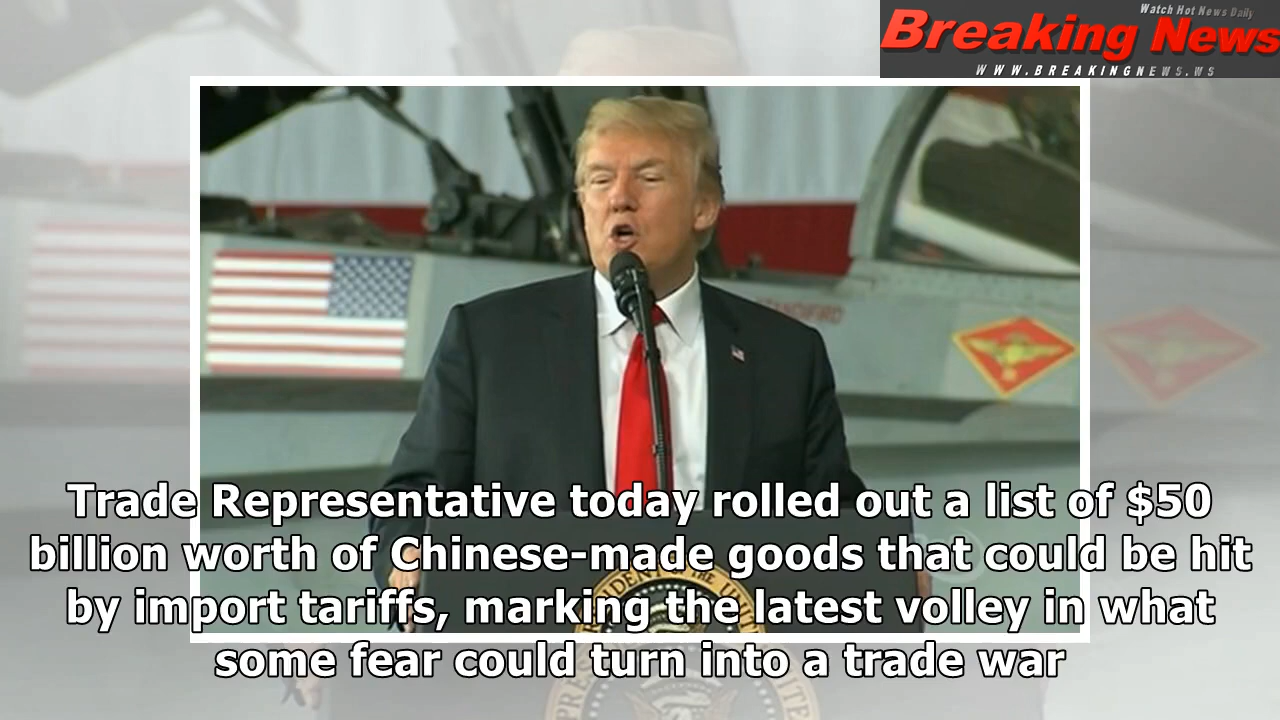 Watch Hot News Daily
Breaking News
WWW.BREAKINGNEWS.WS
Trade Representative today rolled out a list of $50
billion worth of Chinese-made goods that could be hit
by import tariffs, marking the latest volley in what
some fear could turn into a trade war